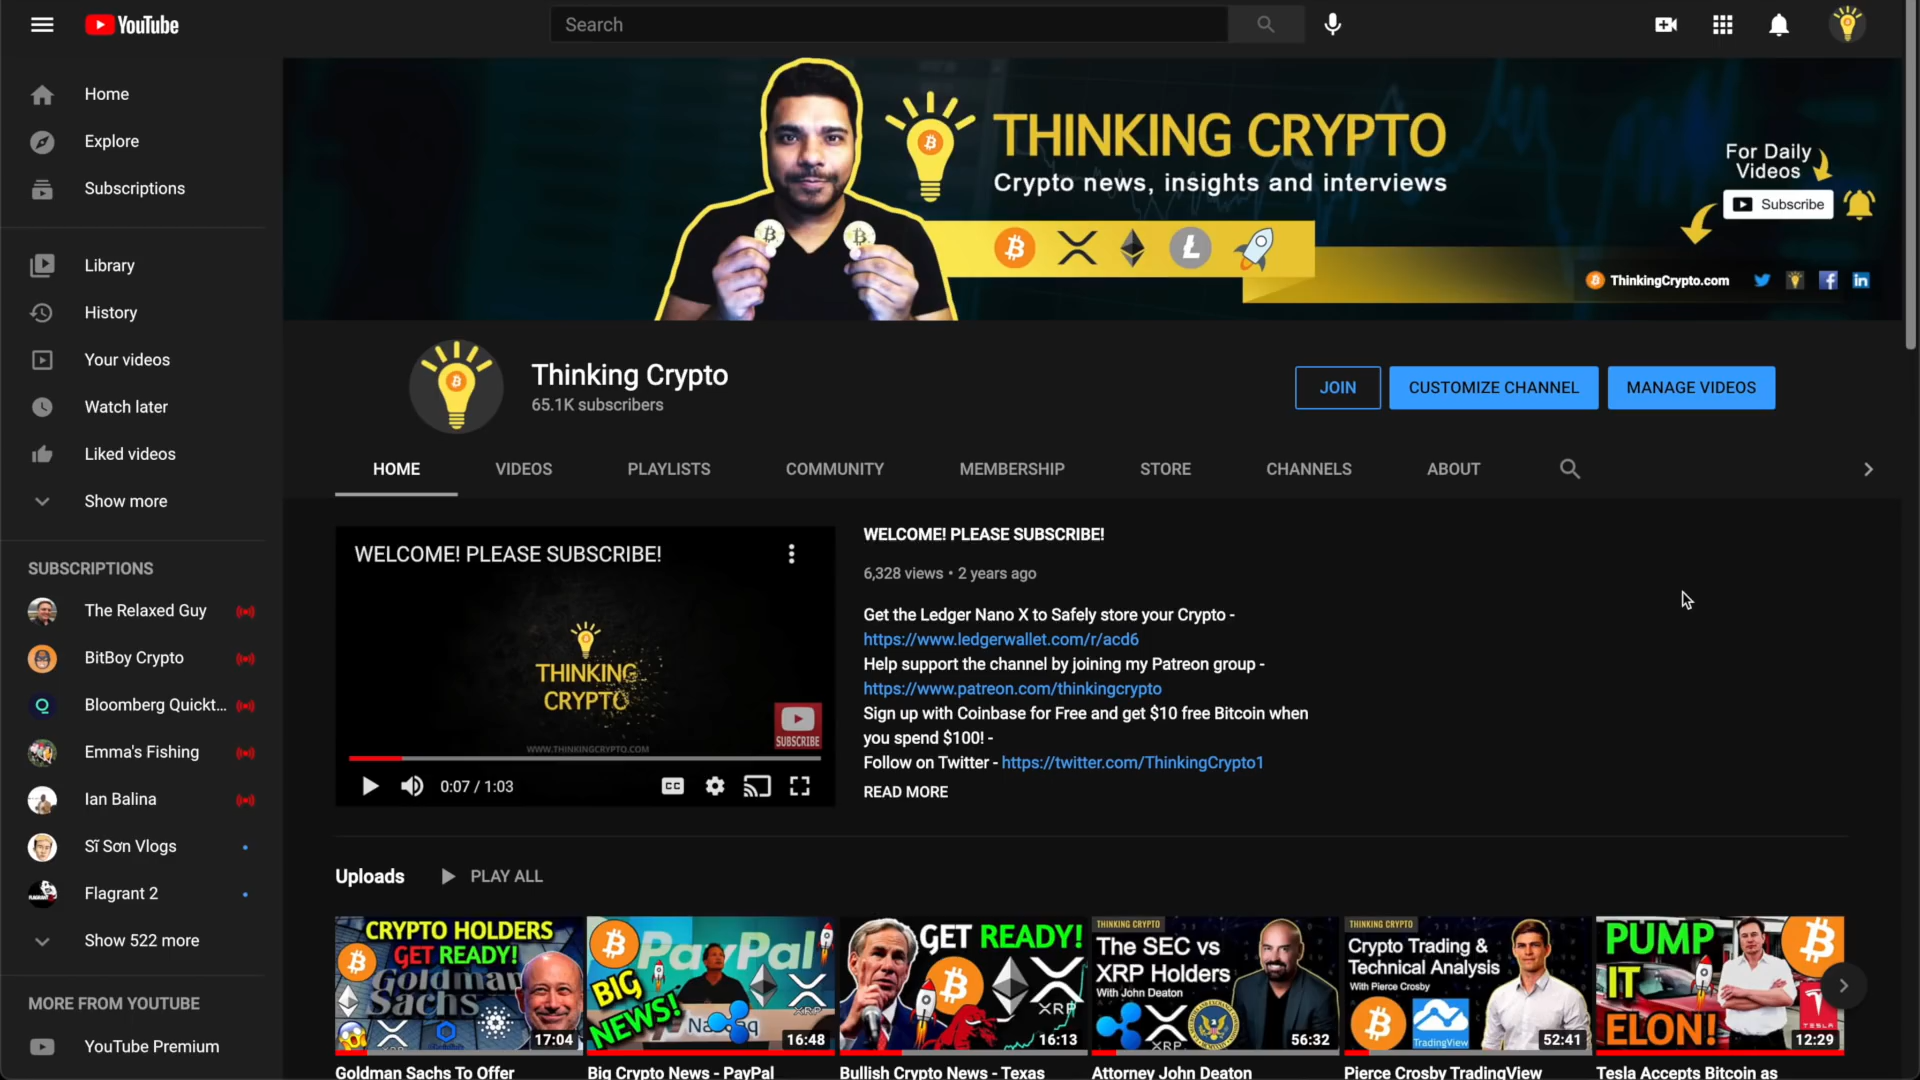 YouTube
Search
Home
Explore
Subscriptions
Library
History
Your videos
Watch later
Liked videos
Show more
SUBSCRIPTIONS
The Relaxed Guy
BitBoy Crypto
Bloomberg Quickt...
Emma's Fishing
Ian Balina
Sĩ Sơn Vlogs
Flagrant 2
Show 522 more
MORE FROM YOUTUBE
YouTube Premium
THINKING CRYPTO
Crypto news, insights and interviews
For Daily
Videos
Subscribe
ThinkingCrypto.com
Thinking Crypto
65.1K subscribers
JOIN
CUSTOMIZE CHANNEL
MANAGE VIDEOS
HOME
VIDEOS
PLAYLISTS
COMMUNITY
MEMBERSHIP
STORE
CHANNELS
ABOUT
WELCOME! PLEASE SUBSCRIBE!
THINKING
CRYPTO
SUBSCRIBE
WWW.THINKINGCRYPTO.COM
0:07 / 1:03
WELCOME! PLEASE SUBSCRIBE!
6,328 views • 2 years ago
Get the Ledger Nano X to Safely store your Crypto -
https://www.ledgerwallet.com/r/acd6
Help support the channel by joining my Patreon group -
https://www.patreon.com/thinkingcrypto
Sign up with Coinbase for Free and get $10 free Bitcoin when
you spend $100! -
Follow on Twitter - https://twitter.com/ThinkingCrypto1
READ MORE
Uploads
PLAY ALL
CRYPTO HOLDERS
GET READY!
Goldman
Sachs
17:04
Goldman Sachs To Offer
PayPal
BIG
NEWS!
16:48
Big Crypto News - PayPal
GET READY!
XRP
16:13
Bullish Crypto News - Texas
THINKING CRYPTO
The SEC vs
XRP Holders
With John Deaton
XRP
56:32
Attorney John Deaton
THINKING CRYPTO
Crypto Trading &
Technical Analysis
With Pierce Crosby
TradingView
52:41
Pierce Crosby TradingView
PUMP
IT
ELON!
TESLA
12:29
Tesla Accepts Bitcoin as